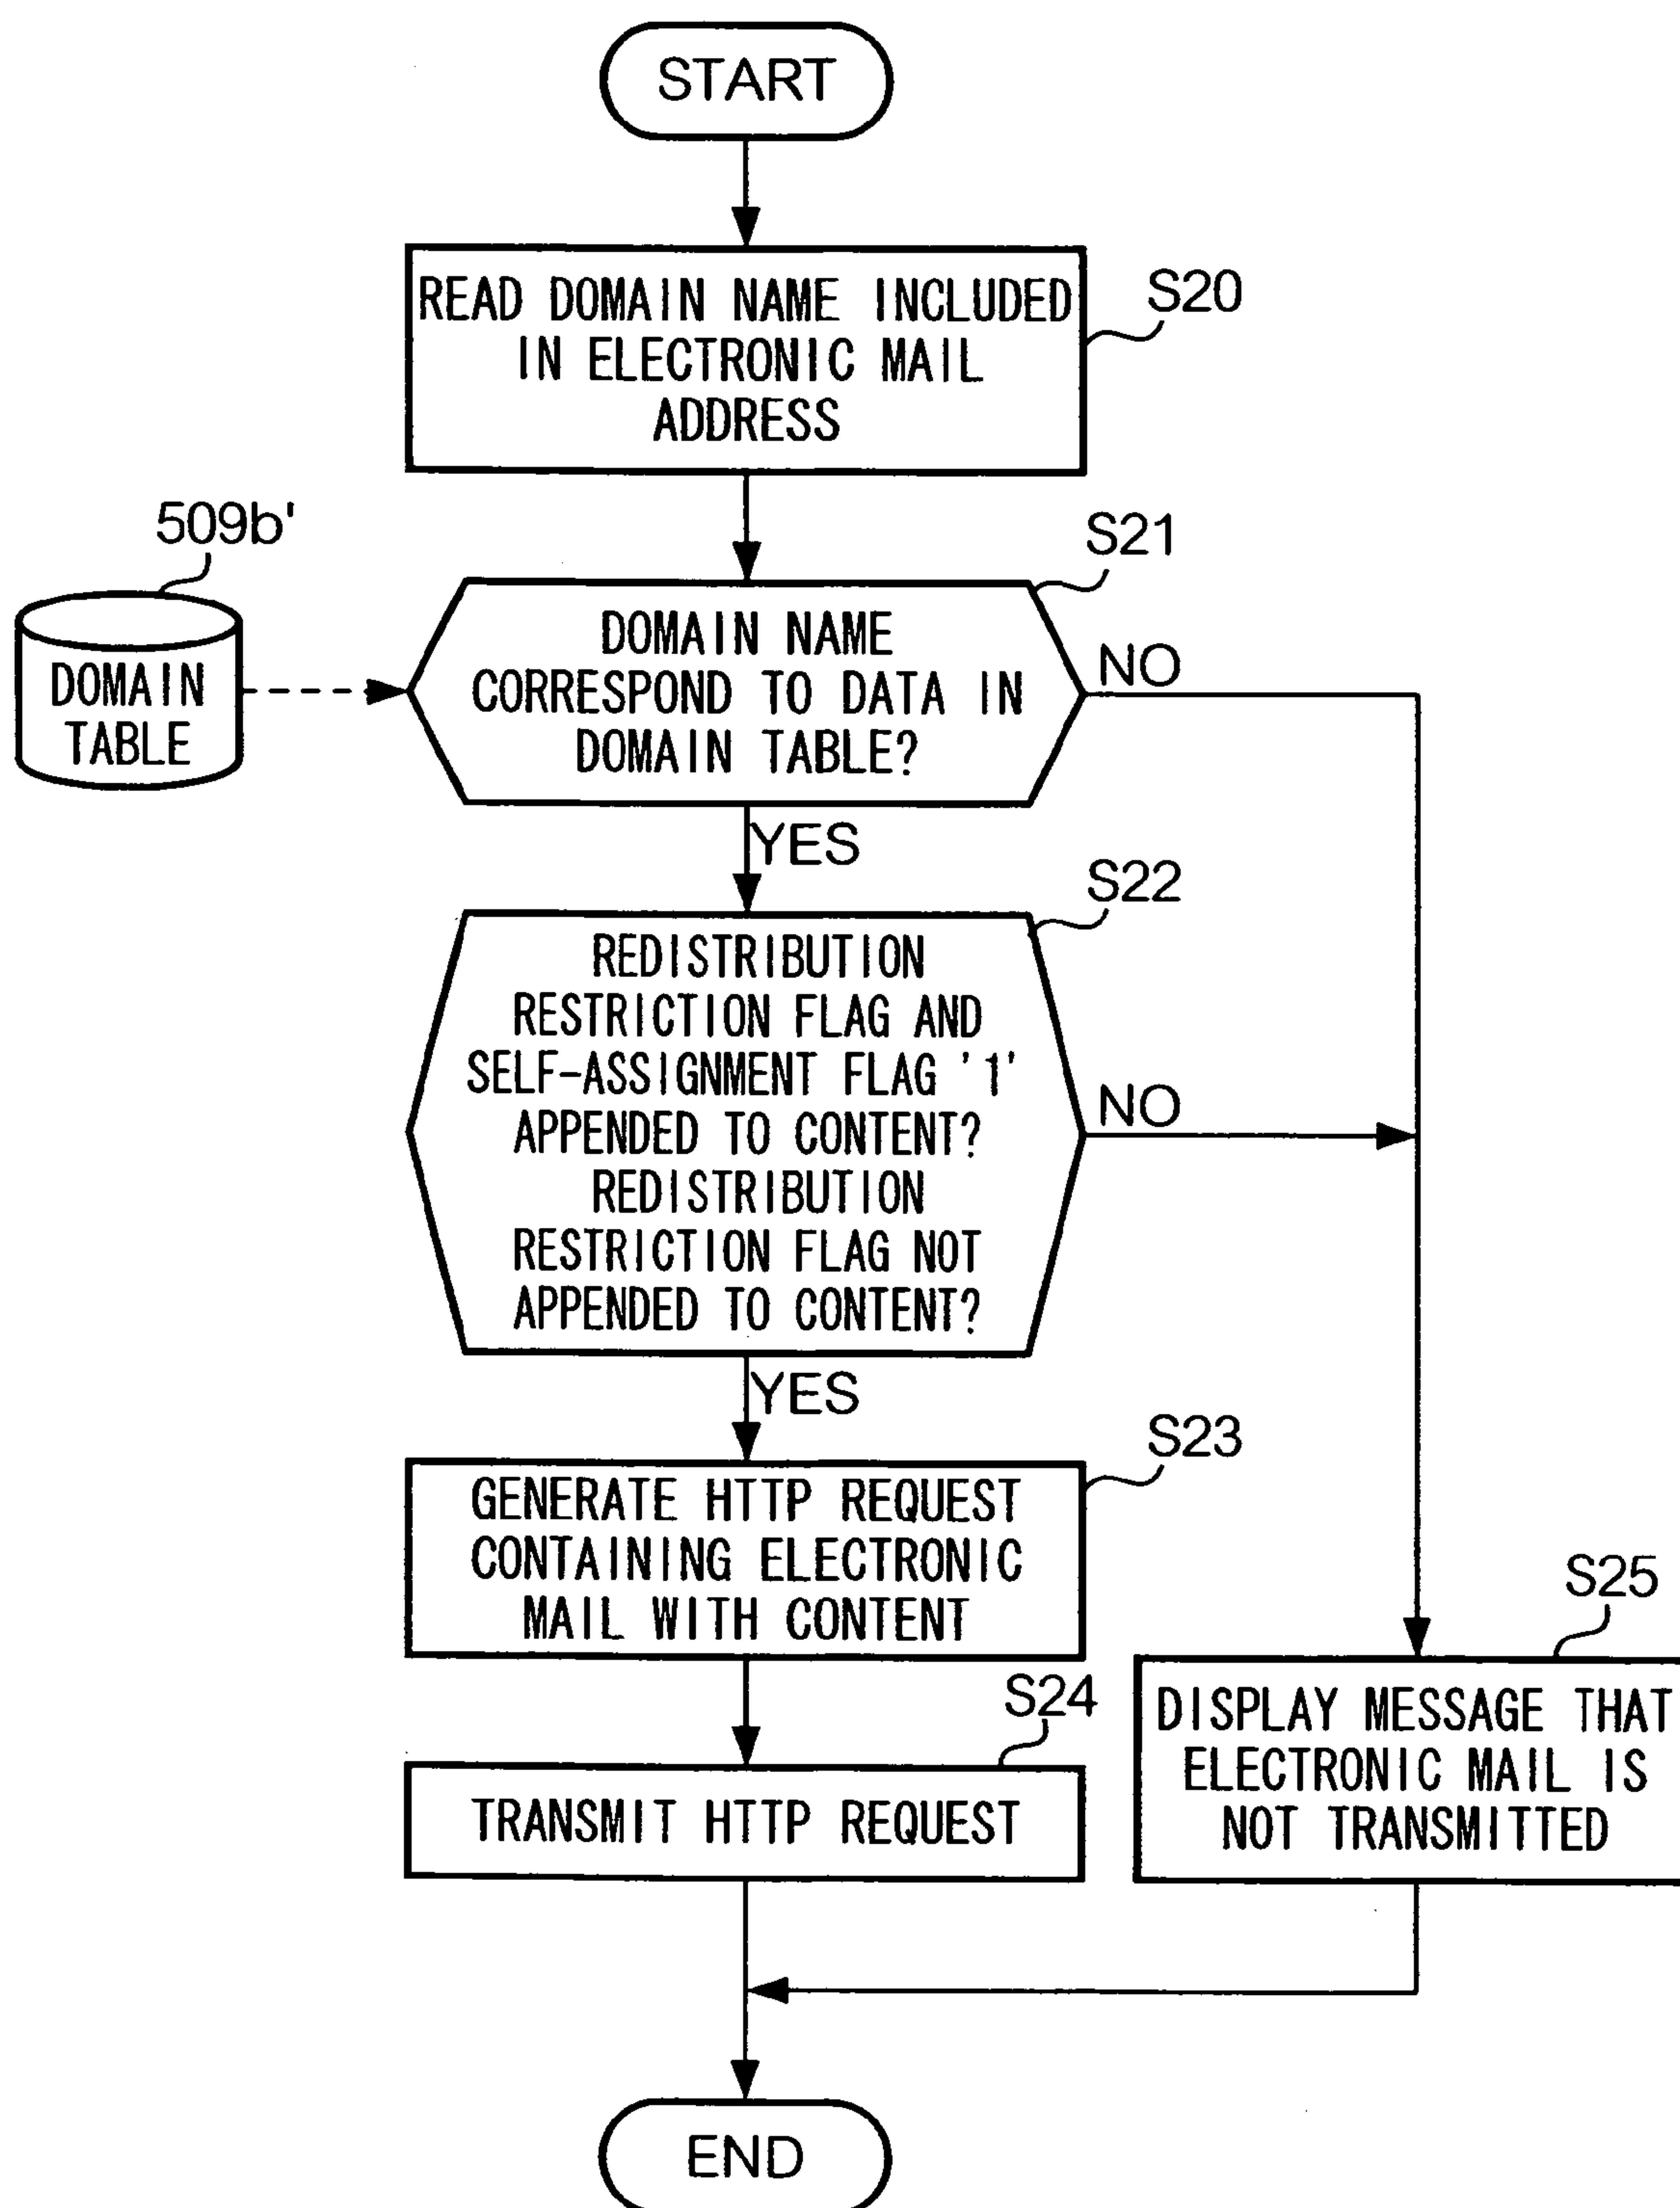 START
READ DOMAIN NAME INCLUDED
IN ELECTRONIC MAIL
ADDRESS
S20
509b'
DOMAIN
TABLE
S21
DOMAIN NAME
CORRESPOND TO DATA IN
DOMAIN TABLE?
NO
YES
S22
REDISTRIBUTION
RESTRICTION FLAG AND
SELF-ASSIGNMENT FLAG '1'
APPENDED TO CONTENT?
REDISTRIBUTION
RESTRICTION FLAG NOT
APPENDED TO CONTENT?
NO
YES
S23
GENERATE HTTP REQUEST
CONTAINING ELECTRONIC
MAIL WITH CONTENT
S24
TRANSMIT HTTP REQUEST
S25
DISPLAY MESSAGE THAT
ELECTRONIC MAIL IS
NOT TRANSMITTED
END